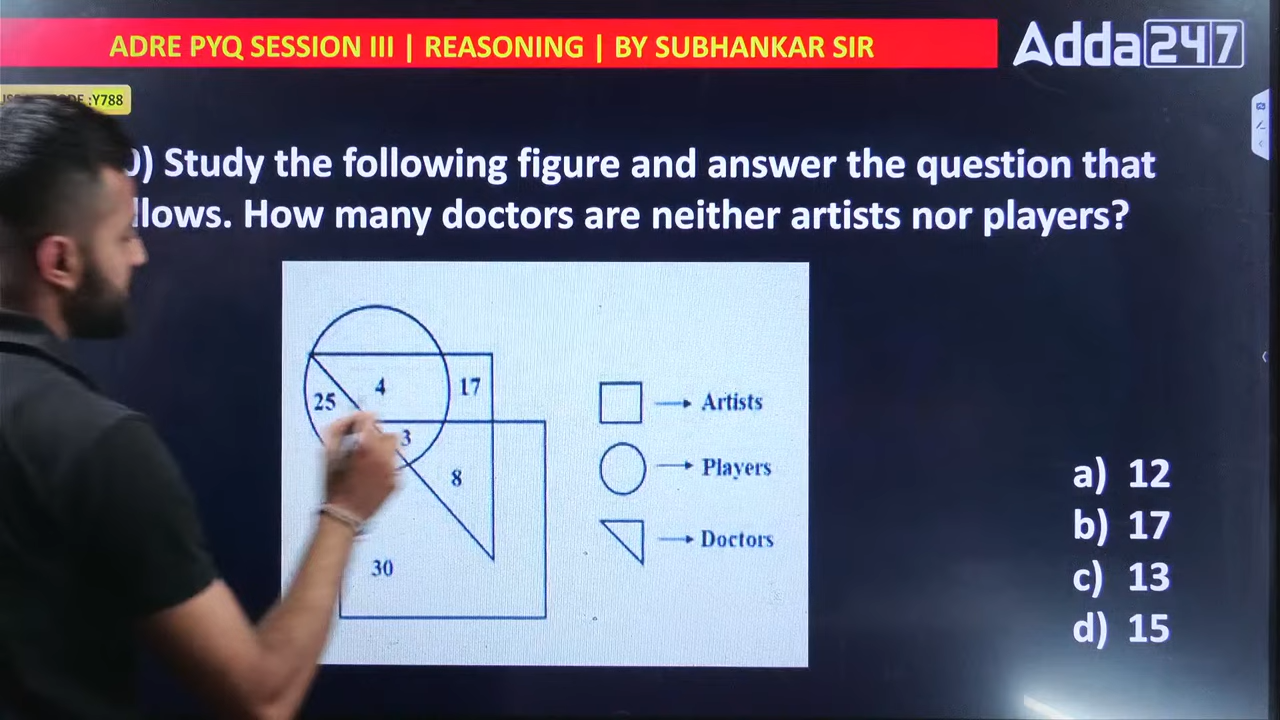 ADRE PYQ SESSION III | REASONING | BY SUBHANKAR SIR
Adda247
:Y788
0) Study the following figure and answer the question that
llows. How many doctors are neither artists nor players?
4
17
25
3
8
30
Artists
Players
Doctors
a) 12
b) 17
c) 13
d) 15